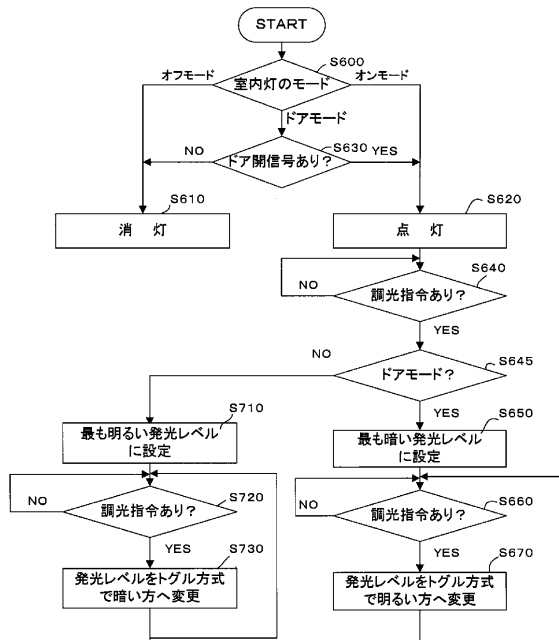 START
S600
オフモード
室内灯のモード
オンモード
ドアモード
S630
NO
ドア開信号あり?
YES
S610
消 灯
S620
点 灯
S640
調光指令あり?
NO
YES
S645
ドアモード?
NO
YES
S710
最も明るい発光レベル
に設定
S650
最も暗い発光レベル
に設定
S720
調光指令あり?
NO
YES
S660
調光指令あり?
NO
YES
S730
発光レベルをトグル方式
で暗い方へ変更
S670
発光レベルをトグル方式
で明るい方へ変更